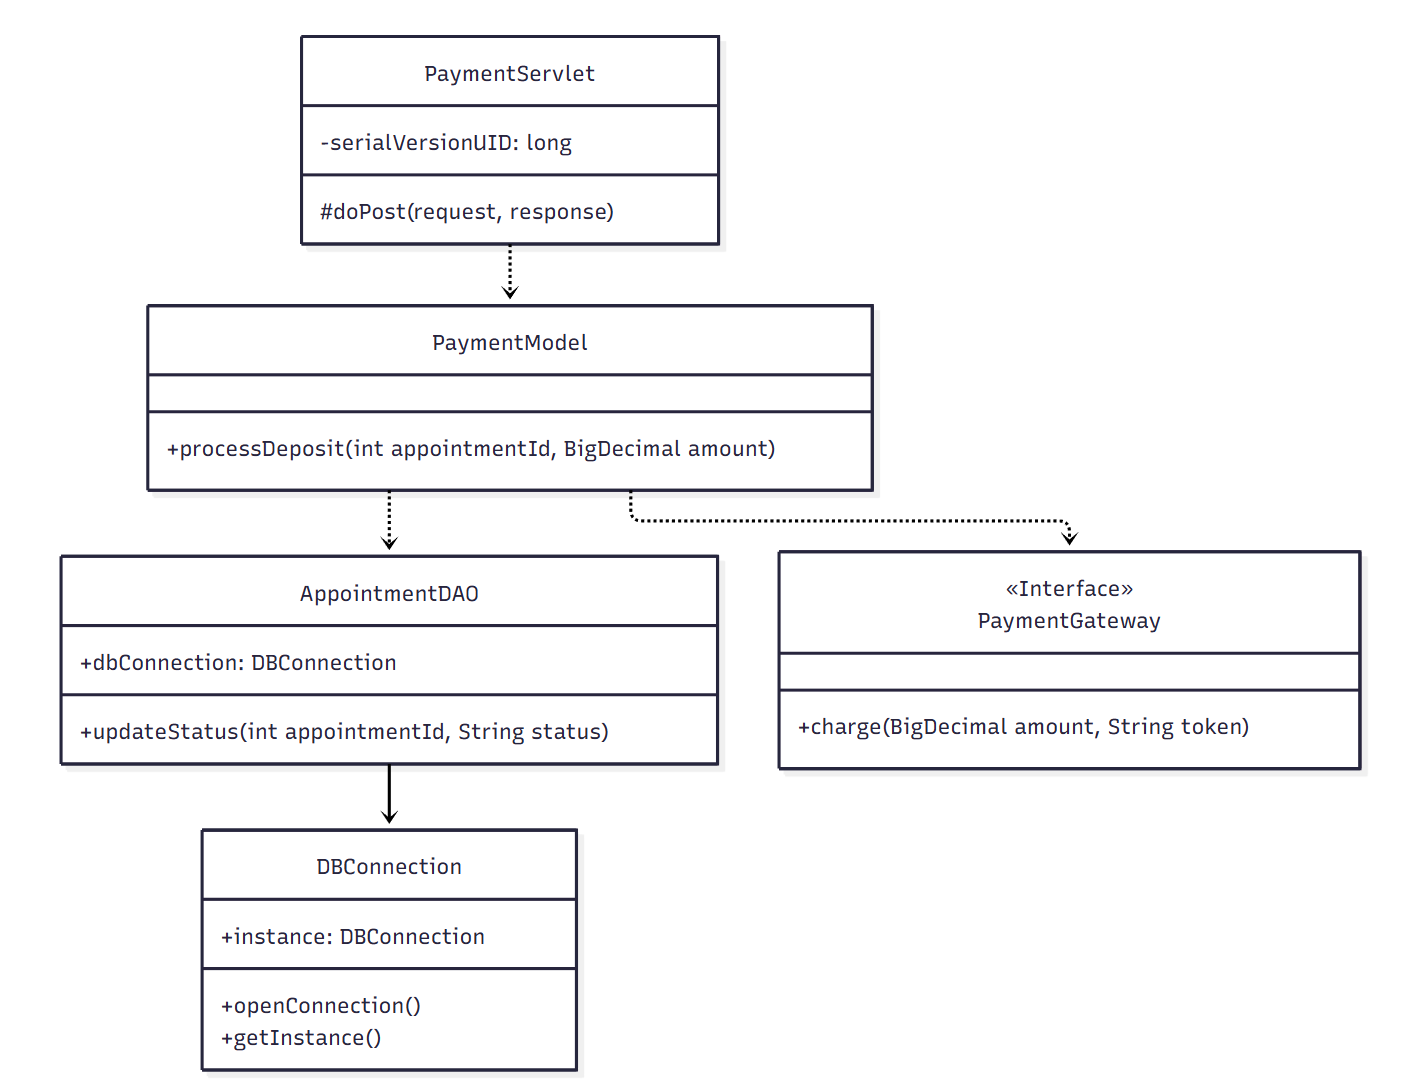 PaymentServlet
-serialVersionUID: long
#doPost(request, response)
PaymentModel
+processDeposit(int appointmentId, BigDecimal amount)
AppointmentDAO
+dbConnection: DBConnection
+updateStatus(int appointmentId, String status)
«Interface»
PaymentGateway
+charge(BigDecimal amount, String token)
DBConnection
+instance: DBConnection
+openConnection()
+getInstance()